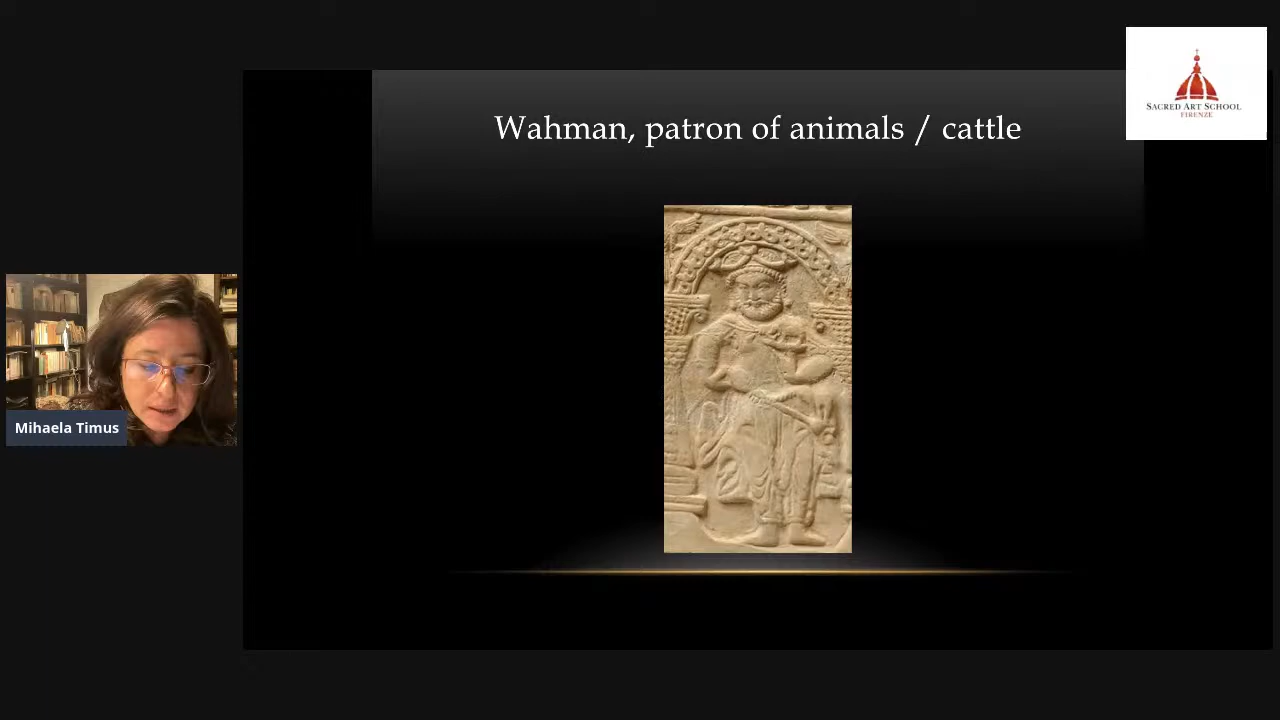 Wahman, patron of animals / cattle
SACRED ART SCHOOL
FIRENZE
Mihaela Timus